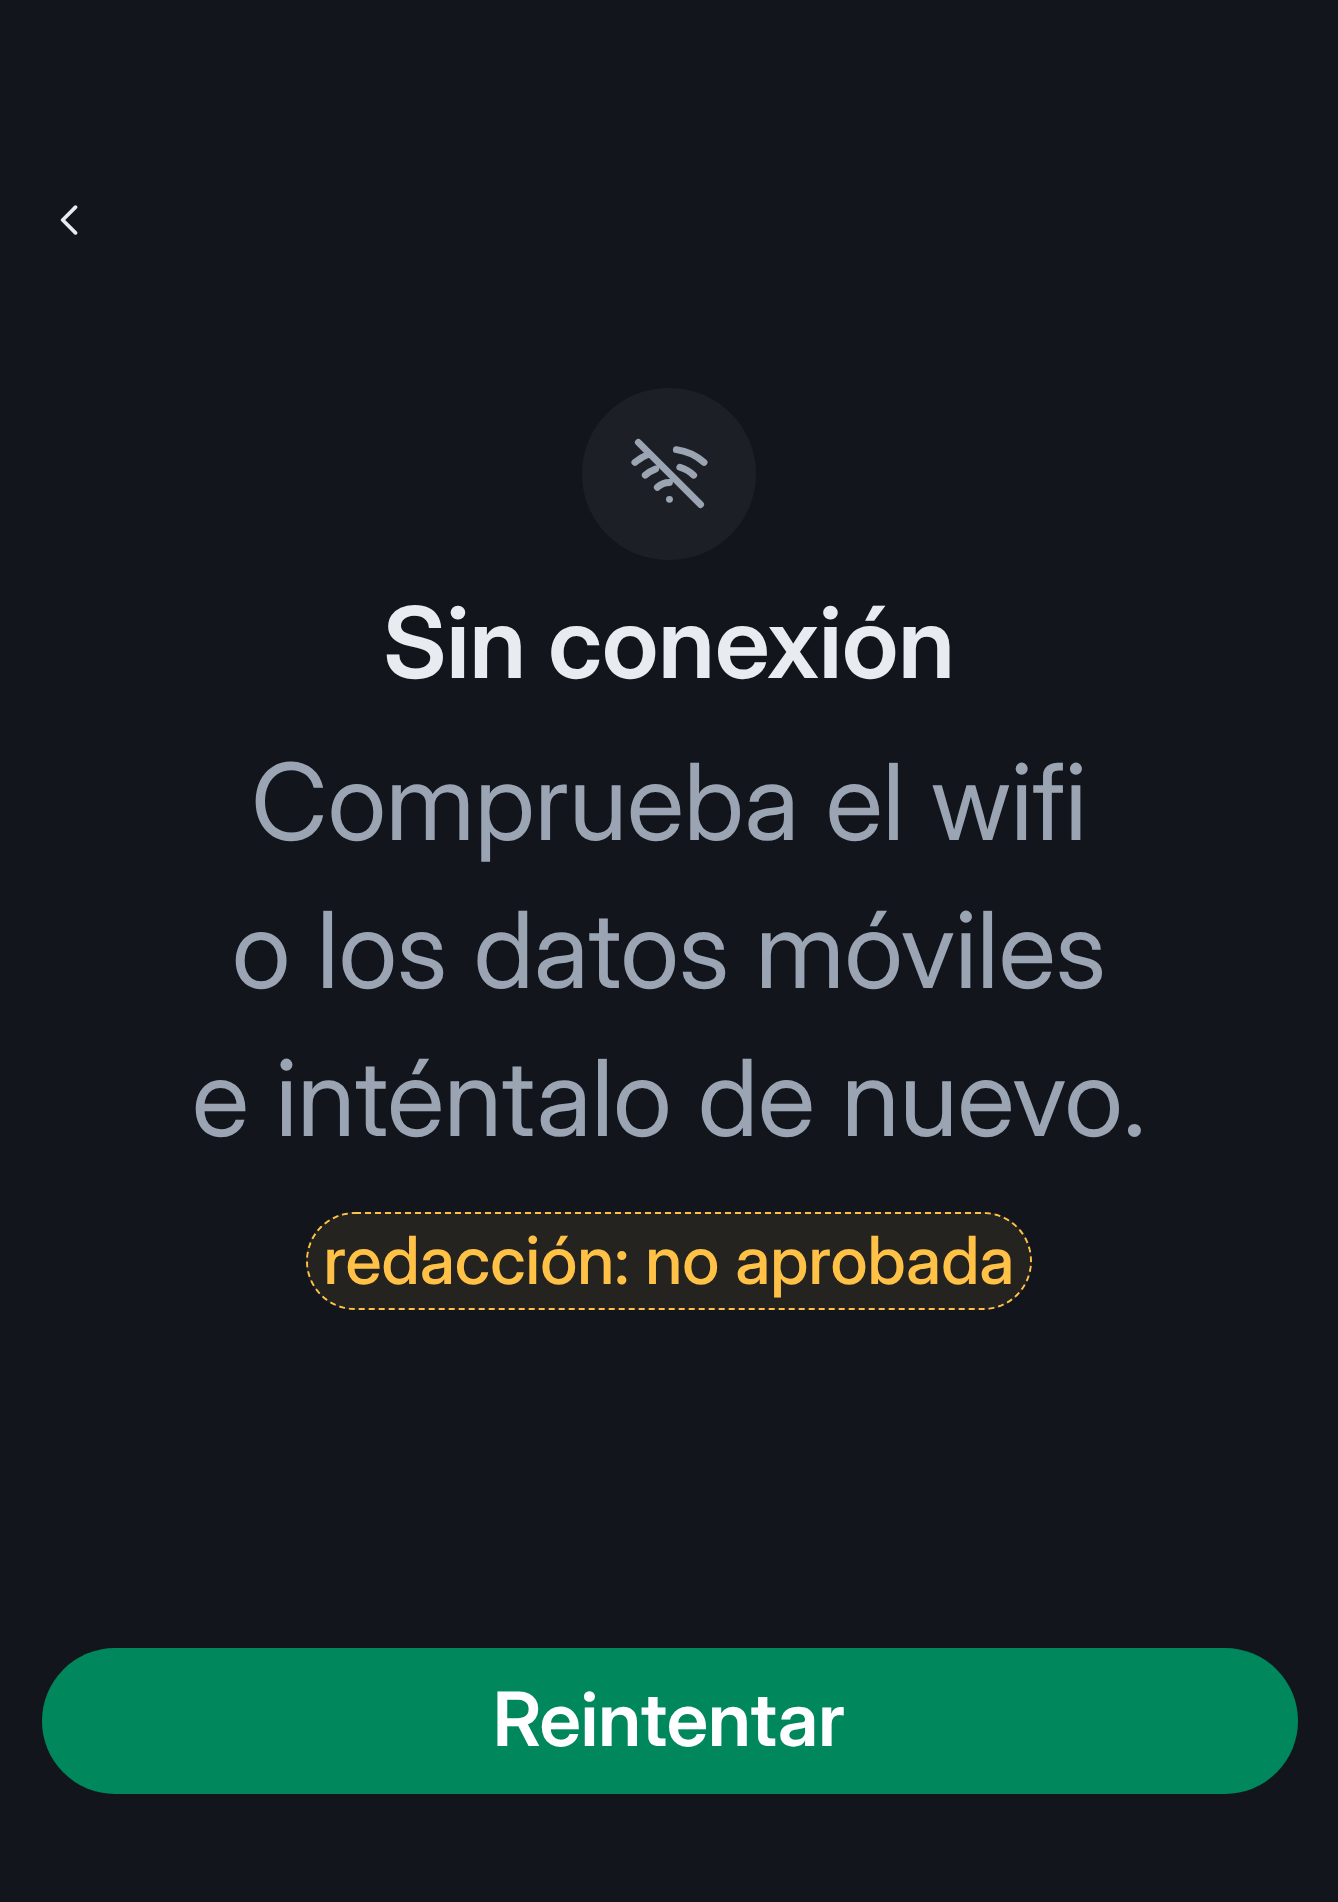 Sin conexión
Comprueba el wifi
o los datos móviles
e inténtalo de nuevo.
redacción: no aprobada
Reintentar